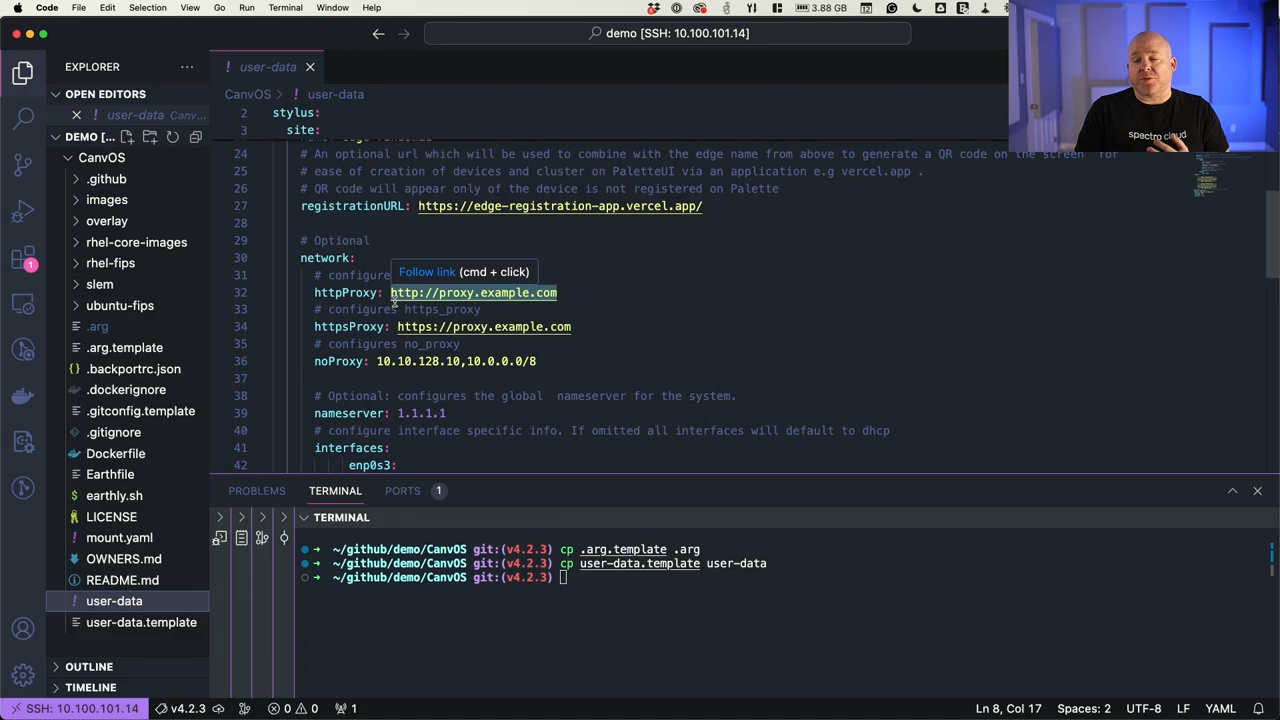 Code File Edit Selection View Go Run Terminal Window Help 3.88 GB
demo [SSH: 10.100.101.14]
EXPLORER
user-data
OPEN EDITORS
user-data Canv...
DEMO [...
CanvOS
.github
images
overlay
rhel-core-images
rhel-fips
slem
ubuntu-fips
.arg
.arg.template
.backportrc.json
.dockerignore
.gitconfig.template
.gitignore
Dockerfile
Earthfile
earthly.sh
LICENSE
mount.yaml
OWNERS.md
README.md
user-data
user-data.template
OUTLINE
TIMELINE
1
CanvOS > user-data
2 stylus:
3 site:
24 # An optional url which will be used to combine with the edge name from above to generate a QR code on the screen for
25 # ease of creation of devices and cluster on PaletteUI via an application e.g vercel.app .
26 # QR code will appear only of the device is not registered on Palette
27 registrationURL: https://edge-registration-app.vercel.app/
28
29 # Optional
30 network:
31 # configure
Follow link (cmd + click)
32 httpProxy: http://proxy.example.com
33 # configures https_proxy
34 httpsProxy: https://proxy.example.com
35 # configures no_proxy
36 noProxy: 10.10.128.10,10.0.0.0/8
37
38 # Optional: configures the global nameserver for the system.
39 nameserver: 1.1.1.1
40 # configure interface specific info. If omitted all interfaces will default to dhcp
41 interfaces:
42 enp0s3:
spectro cloud
PROBLEMS TERMINAL PORTS 1
TERMINAL
~/github/demo/CanvOS git:(v4.2.3) cp .arg.template .arg
~/github/demo/CanvOS git:(v4.2.3) cp user-data.template user-data
~/github/demo/CanvOS git:(v4.2.3)
SSH: 10.100.101.14 v4.2.3 0 0 1 Ln 8, Col 17 Spaces: 2 UTF-8 LF YAML